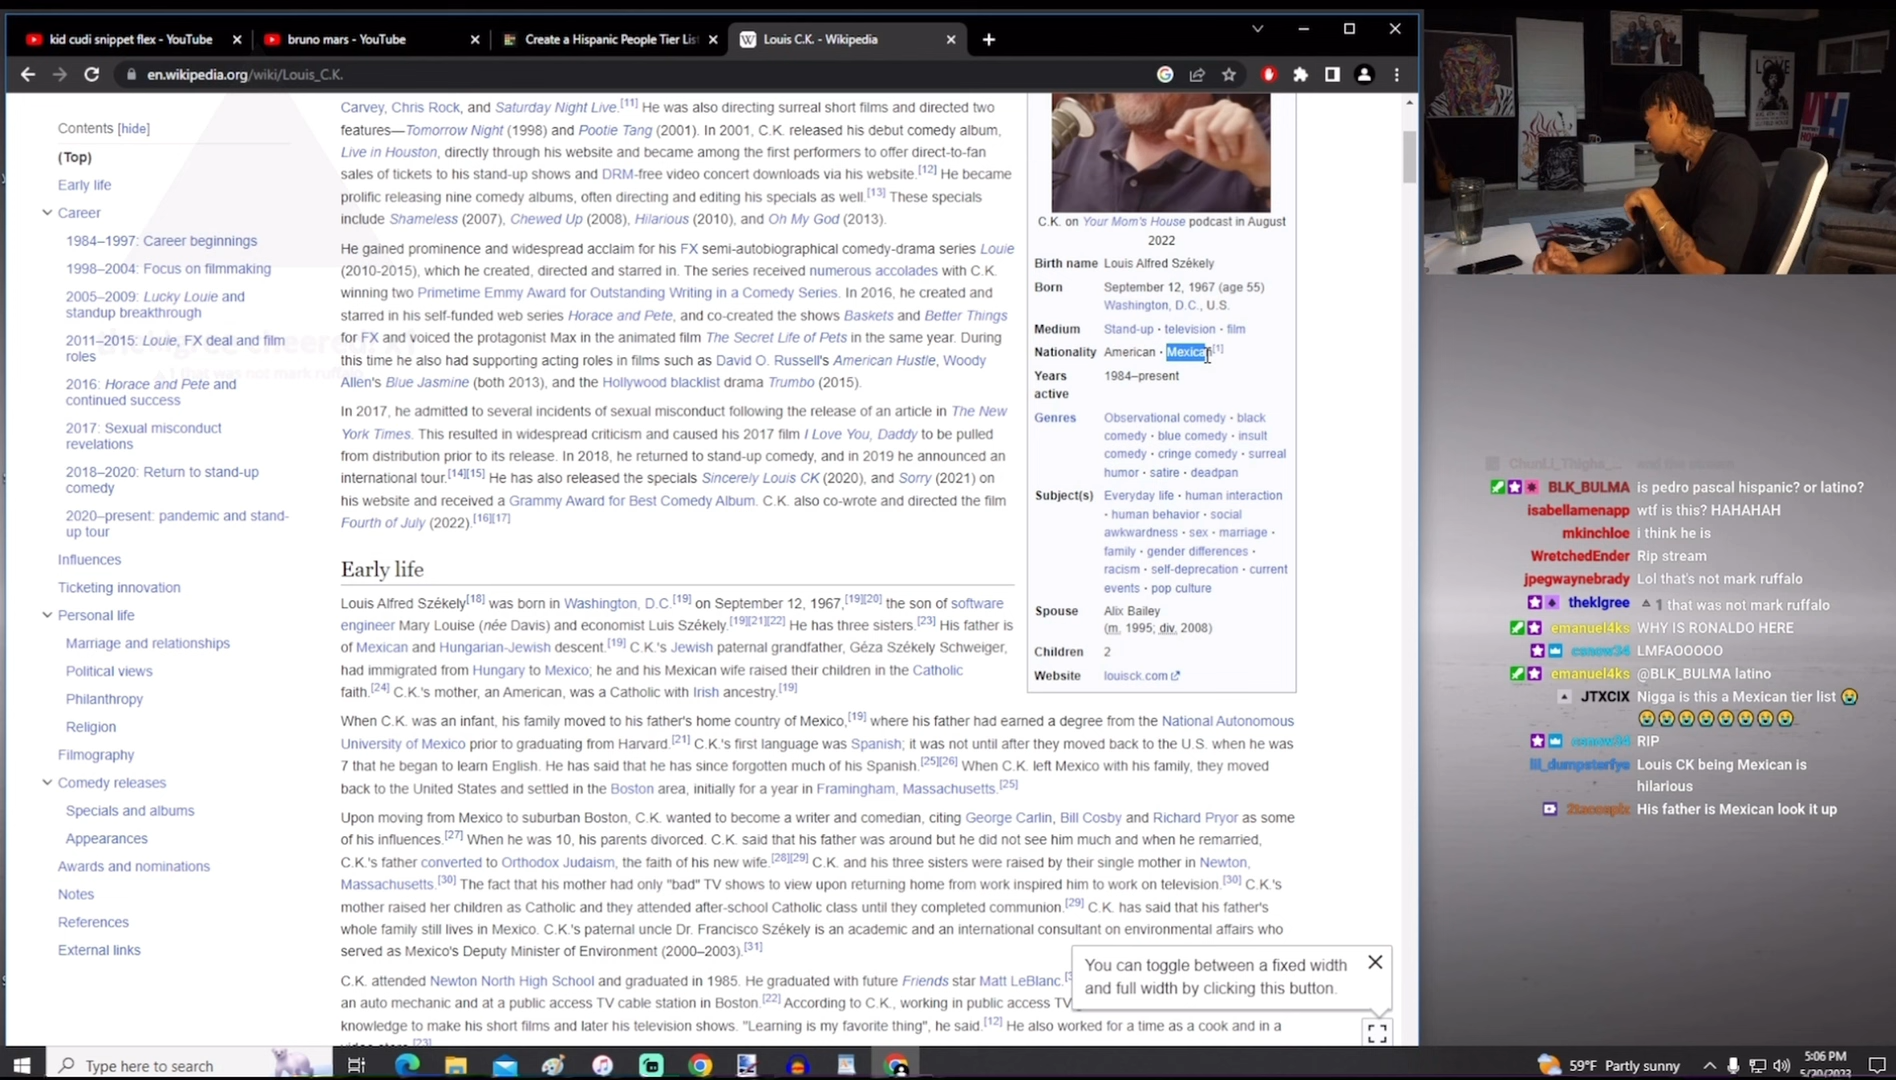 kid cudi snippet flex - YouTube
bruno mars - YouTube
Create a Hispanic People Tier Lis
Louis C.K. - Wikipedia
en.wikipedia.org/wiki/Louis_C.K.
Contents [hide]
(Top)
Early life
Career
1984–1997: Career beginnings
1998–2004: Focus on filmmaking
2005–2009: Lucky Louie and
standup breakthrough
2011–2015: Louie, FX deal and film
roles
2016: Horace and Pete and
continued success
2017: Sexual misconduct
revelations
2018–2020: Return to stand-up
comedy
2020–present: pandemic and stand-
up tour
Influences
Ticketing innovation
Personal life
Marriage and relationships
Political views
Philanthropy
Religion
Filmography
Comedy releases
Specials and albums
Appearances
Awards and nominations
Notes
References
External links
Carvey, Chris Rock, and Saturday Night Live.[11] He was also directing surreal short films and directed two
features—Tomorrow Night (1998) and Pootie Tang (2001). In 2001, C.K. released his debut comedy album,
Live in Houston, directly through his website and became among the first performers to offer direct-to-fan
sales of tickets to his stand-up shows and DRM-free video concert downloads via his website.[12] He became
prolific releasing nine comedy albums, often directing and editing his specials as well.[13] These specials
include Shameless (2007), Chewed Up (2008), Hilarious (2010), and Oh My God (2013).
He gained prominence and widespread acclaim for his FX semi-autobiographical comedy-drama series Louie
(2010-2015), which he created, directed and starred in. The series received numerous accolades with C.K.
winning two Primetime Emmy Award for Outstanding Writing in a Comedy Series. In 2016, he created and
starred in his self-funded web series Horace and Pete, and co-created the shows Baskets and Better Things
for FX and voiced the protagonist Max in the animated film The Secret Life of Pets in the same year. During
this time he also had supporting acting roles in films such as David O. Russell's American Hustle, Woody
Allen's Blue Jasmine (both 2013), and the Hollywood blacklist drama Trumbo (2015).
In 2017, he admitted to several incidents of sexual misconduct following the release of an article in The New
York Times. This resulted in widespread criticism and caused his 2017 film I Love You, Daddy to be pulled
from distribution prior to its release. In 2018, he returned to stand-up comedy, and in 2019 he announced an
international tour.[14][15] He has also released the specials Sincerely Louis CK (2020), and Sorry (2021) on
his website and received a Grammy Award for Best Comedy Album. C.K. also co-wrote and directed the film
Fourth of July (2022).[16][17]
Early life
Louis Alfred Székely[18] was born in Washington, D.C.[19] on September 12, 1967,[19][20] the son of software
engineer Mary Louise (née Davis) and economist Luis Székely.[19][21][22] He has three sisters.[23] His father is
of Mexican and Hungarian-Jewish descent.[19] C.K.'s Jewish paternal grandfather, Géza Székely Schweiger,
had immigrated from Hungary to Mexico; he and his Mexican wife raised their children in the Catholic
faith.[24] C.K.'s mother, an American, was a Catholic with Irish ancestry.[19]
When C.K. was an infant, his family moved to his father's home country of Mexico,[19] where his father had earned a degree from the National Autonomous
University of Mexico prior to graduating from Harvard.[21] C.K.'s first language was Spanish; it was not until after they moved back to the U.S. when he was
7 that he began to learn English. He has said that he has since forgotten much of his Spanish.[25][26] When C.K. left Mexico with his family, they moved
back to the United States and settled in the Boston area, initially for a year in Framingham, Massachusetts.[25]
Upon moving from Mexico to suburban Boston, C.K. wanted to become a writer and comedian, citing George Carlin, Bill Cosby and Richard Pryor as some
of his influences.[27] When he was 10, his parents divorced. C.K. said that his father was around but he did not see him much and when he remarried,
C.K.'s father converted to Orthodox Judaism, the faith of his new wife.[28][29] C.K. and his three sisters were raised by their single mother in Newton,
Massachusetts.[30] The fact that his mother had only "bad" TV shows to view upon returning home from work inspired him to work on television.[30] C.K.'s
mother raised her children as Catholic and they attended after-school Catholic class until they completed communion.[29] C.K. has said that his father's
whole family still lives in Mexico. C.K.'s paternal uncle Dr. Francisco Székely is an academic and an international consultant on environmental affairs who
served as Mexico's Deputy Minister of Environment (2000–2003).[31]
C.K. attended Newton North High School and graduated in 1985. He graduated with future Friends star Matt LeBlanc.
an auto mechanic and at a public access TV cable station in Boston.[22] According to C.K., working in public access TV
knowledge to make his short films and later his television shows. "Learning is my favorite thing", he said.[12] He also worked for a time as a cook and in a
C.K. on Your Mom's House podcast in August
2022
Birth name Louis Alfred Székely
Born September 12, 1967 (age 55)
Washington, D.C., U.S.
Medium Stand-up · television · film
Nationality American · Mexican[1]
Years 1984–present
active
Genres Observational comedy · black
comedy · blue comedy · insult
comedy · cringe comedy · surreal
humor · satire · deadpan
Subject(s) Everyday life · human interaction
· human behavior · social
awkwardness · sex · marriage ·
family · gender differences ·
racism · self-deprecation · current
events · pop culture
Spouse Alix Bailey
(m. 1995; div. 2008)
Children 2
Website louisck.com
You can toggle between a fixed width
and full width by clicking this button.
LOVE
BLK_BULMA is pedro pascal hispanic? or latino?
isabellamenapp wtf is this? HAHAHAH
mkinchloe i think he is
WretchedEnder Rip stream
jpegwaynebrady Lol that's not mark ruffalo
theklgree 1 that was not mark ruffalo
emanuel4ks WHY IS RONALDO HERE
LMFAOOOOO
emanuel4ks @BLK_BULMA latino
JTXCIX Nigga is this a Mexican tier list 😭
😭😭😭😭😭😭😭😭
RIP
lil_dumpsterfye Louis CK being Mexican is
hilarious
His father is Mexican look it up
Type here to search
59°F Partly sunny
5:06 PM
5/20/2023